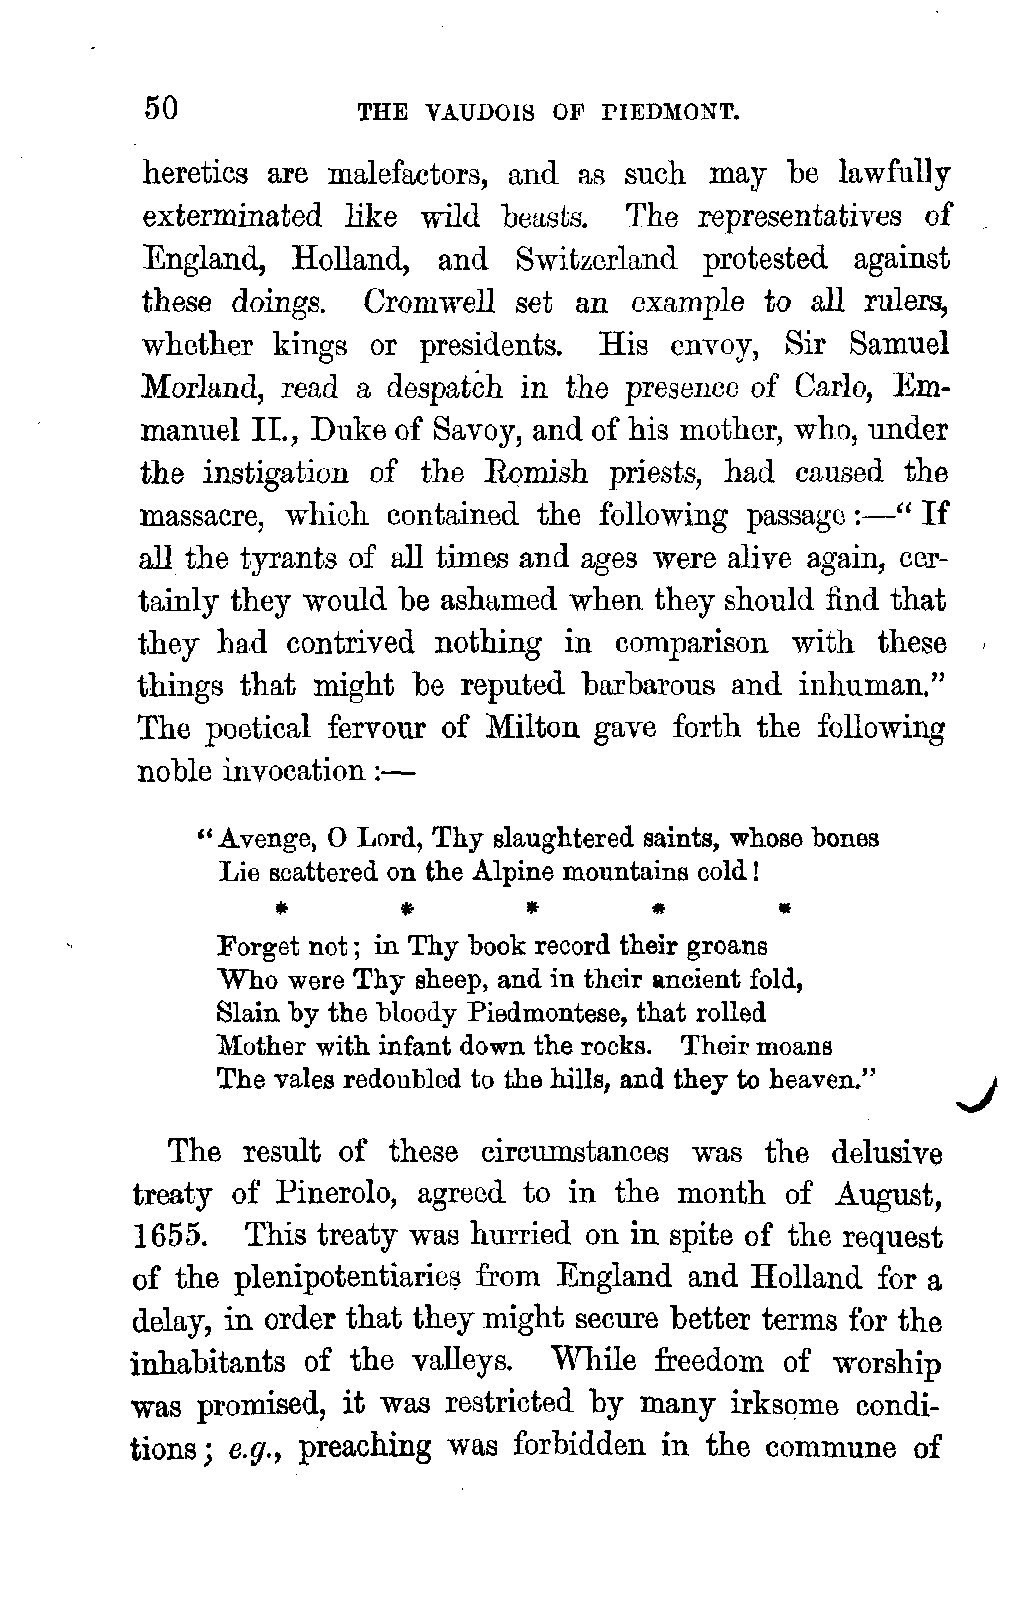 50 THE VAUDOIS OF PIEDMONT.
heretics are malefactors, and as such may be lawfully
exterminated like wild beasts. The representatives of
England, Holland, and Switzerland protested against
these doings. Cromwell set an example to all rulers,
whether kings or presidents. His envoy, Sir Samuel
Morland, read a despatch in the presence of Carlo, Em-
manuel II., Duke of Savoy, and of his mother, who, under
the instigation of the Romish priests, had caused the
massacre, which contained the following passage:—“If
all the tyrants of all times and ages were alive again, cer-
tainly they would be ashamed when they should find that
they had contrived nothing in comparison with these
things that might be reputed barbarous and inhuman.”
The poetical fervour of Milton gave forth the following
noble invocation:—
“Avenge, O Lord, Thy slaughtered saints, whose bones
Lie scattered on the Alpine mountains cold!
* * * * *
Forget not; in Thy book record their groans
Who were Thy sheep, and in their ancient fold,
Slain by the bloody Piedmontese, that rolled
Mother with infant down the rocks. Their moans
The vales redoubled to the hills, and they to heaven.”
The result of these circumstances was the delusive
treaty of Pinerolo, agreed to in the month of August,
1655. This treaty was hurried on in spite of the request
of the plenipotentiaries from England and Holland for a
delay, in order that they might secure better terms for the
inhabitants of the valleys. While freedom of worship
was promised, it was restricted by many irksome condi-
tions; e.g., preaching was forbidden in the commune of